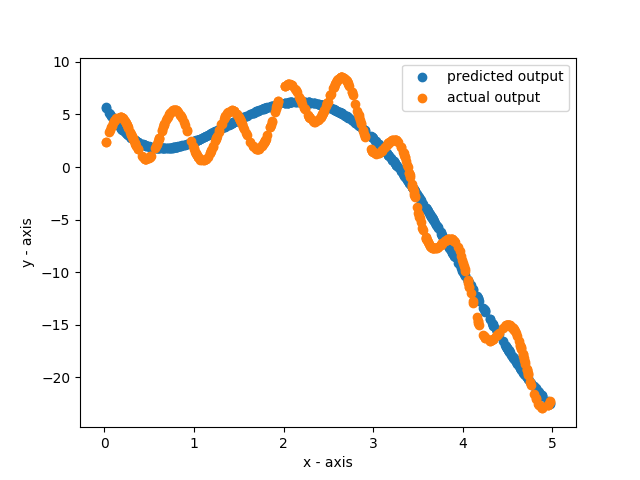 predicted output
actual output
10
5
0
−5
−10
−15
−20
y - axis
0 1 2 3 4 5
x - axis